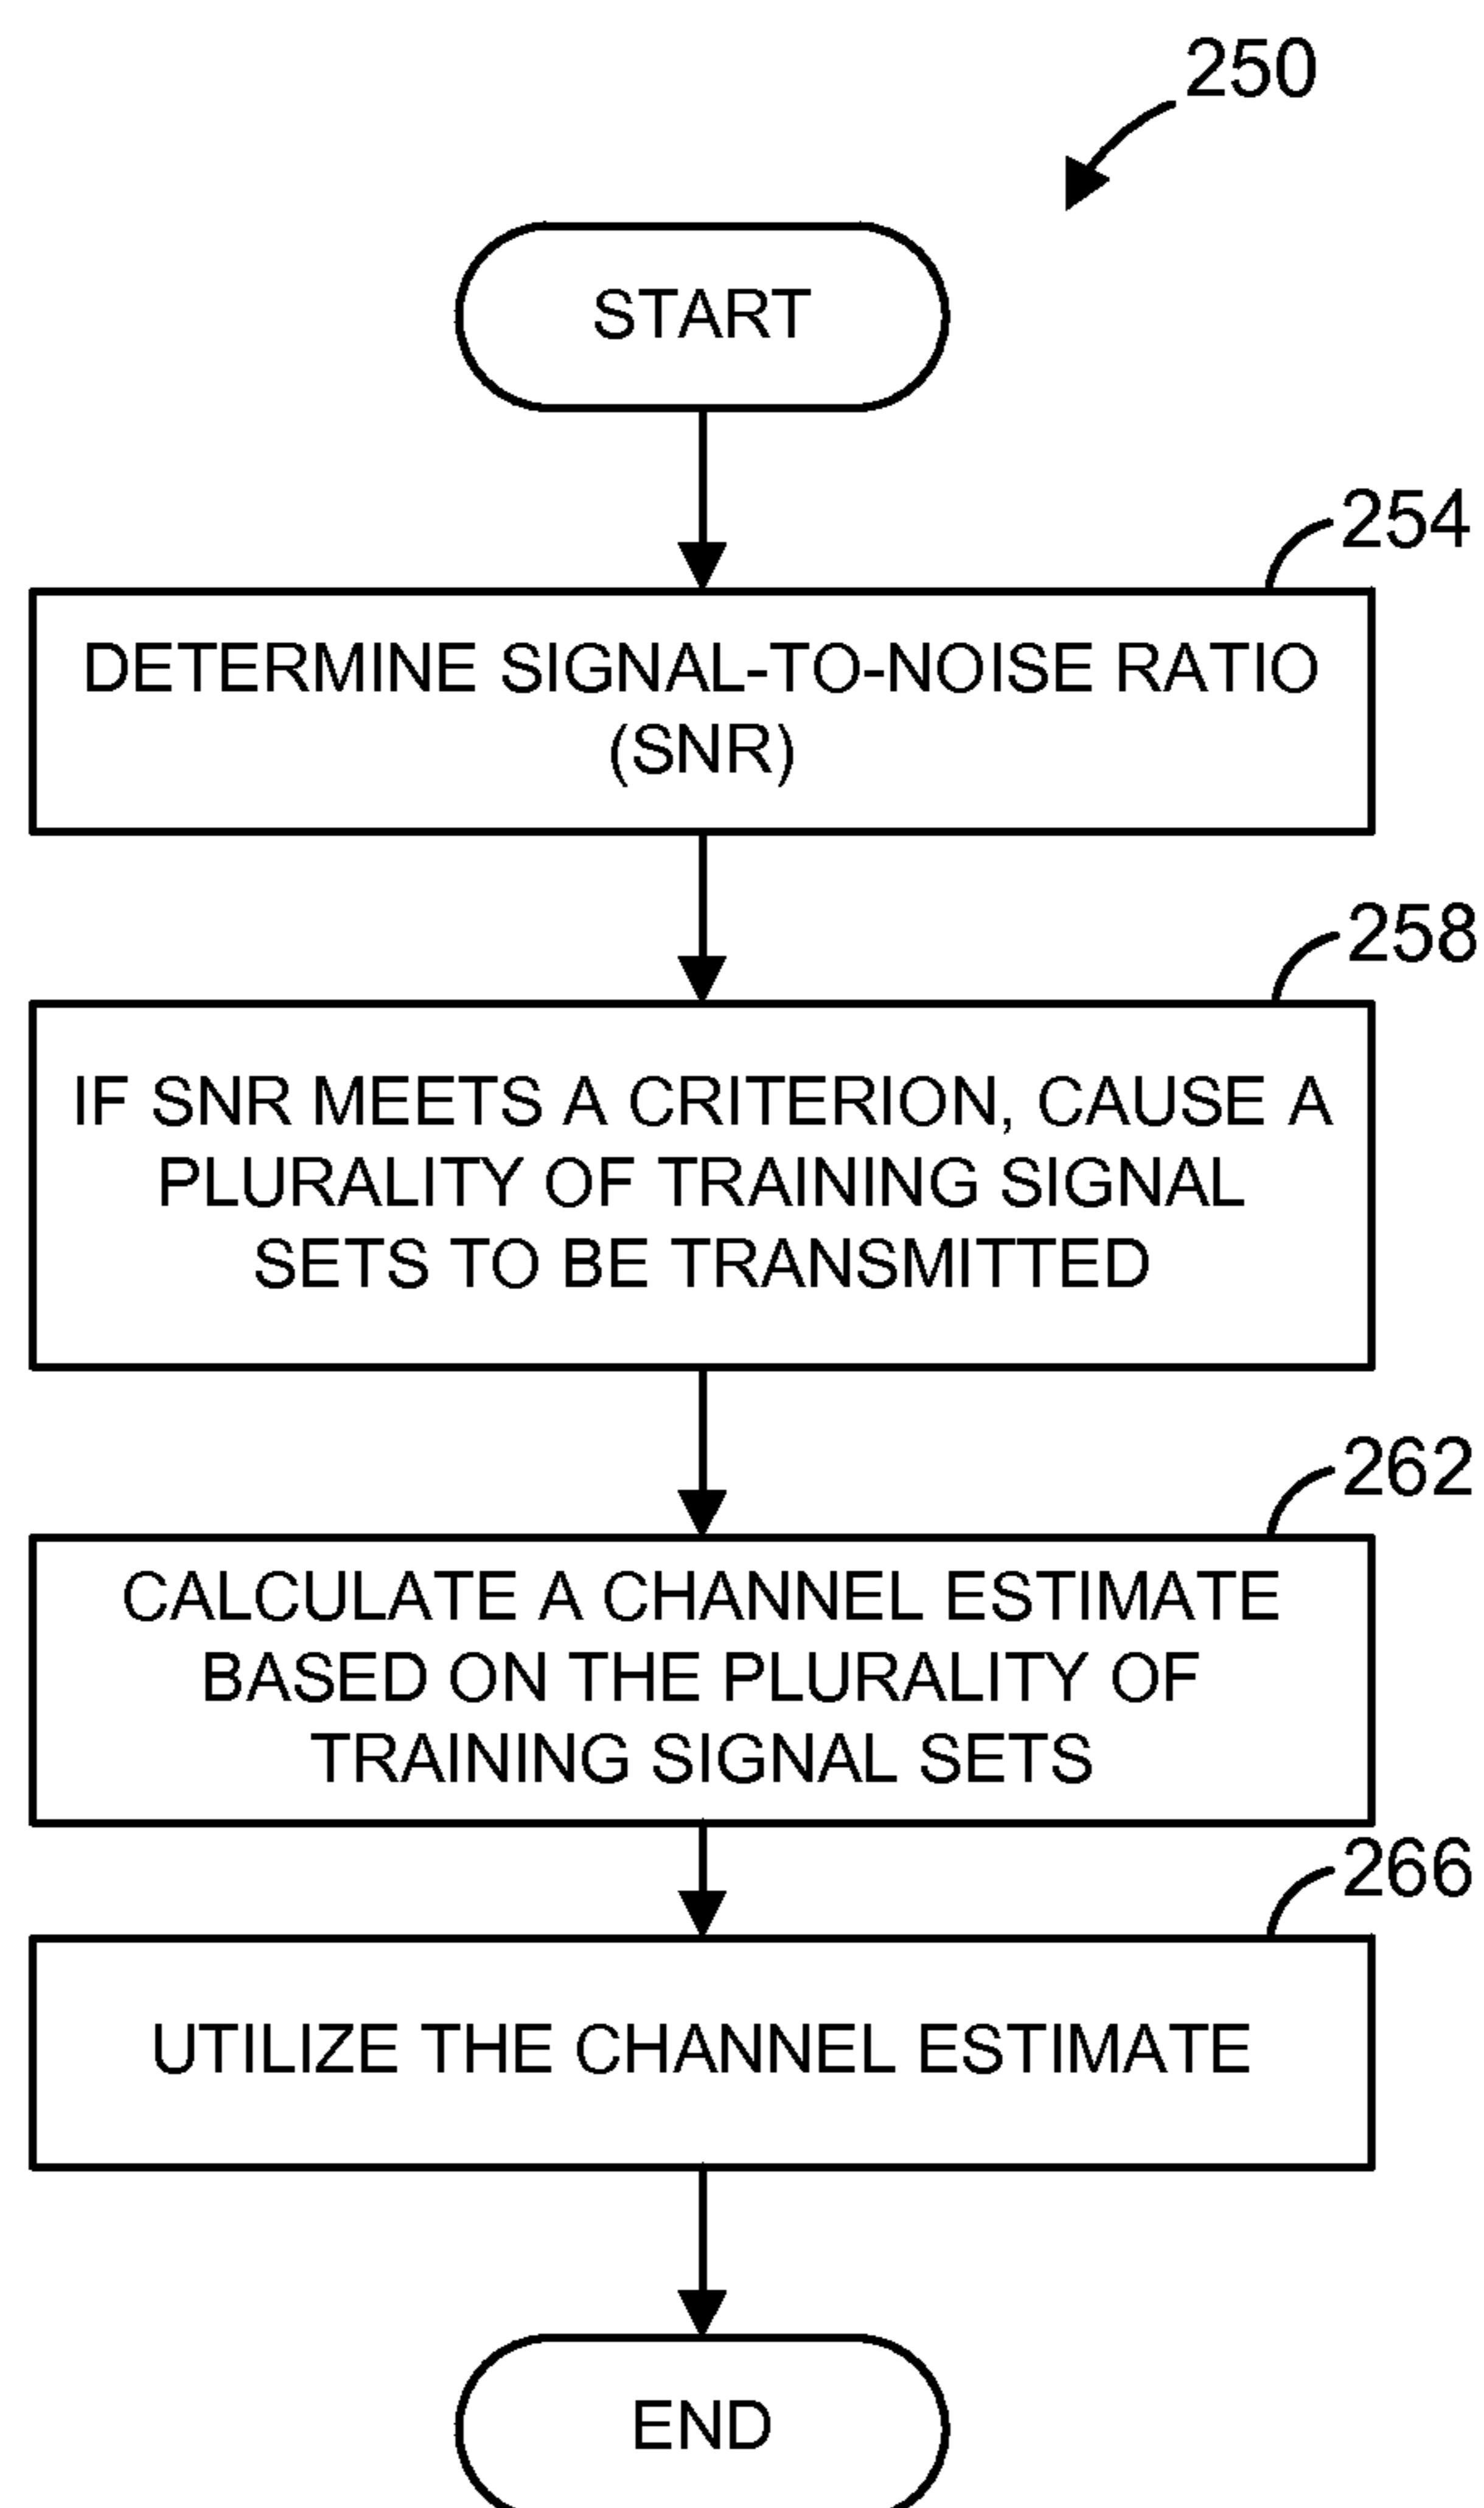 250
START
254
DETERMINE SIGNAL-TO-NOISE RATIO
(SNR)
258
IF SNR MEETS A CRITERION, CAUSE A
PLURALITY OF TRAINING SIGNAL
SETS TO BE TRANSMITTED
262
CALCULATE A CHANNEL ESTIMATE
BASED ON THE PLURALITY OF
TRAINING SIGNAL SETS
266
UTILIZE THE CHANNEL ESTIMATE
END